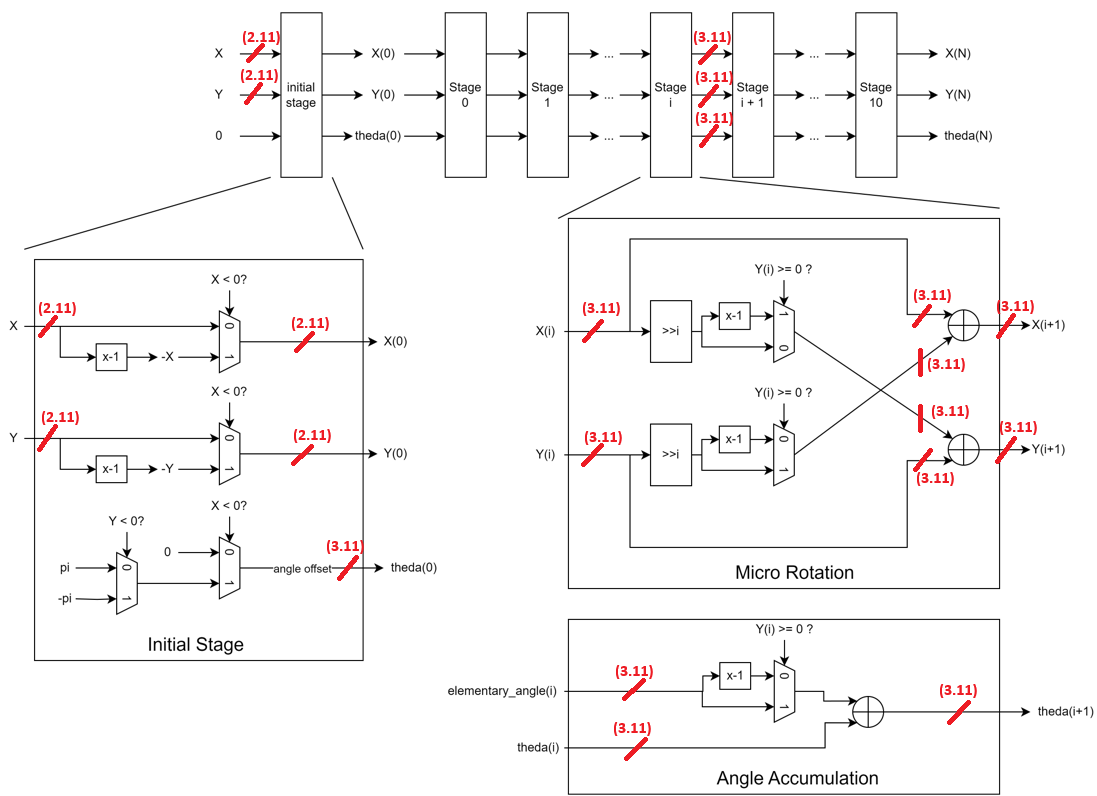 X (2.11) initial stage X(0) Stage 0 Stage 1 ... Stage i (3.11) Stage i + 1 ... Stage 10 X(N)
Y (2.11) Y(0) ... (3.11) ... Y(N)
0 theda(0) ... (3.11) ... theda(N)
X < 0?
X (2.11) 0 (2.11) X(0)
x-1 -X 1
X < 0?
Y (2.11) 0 (2.11) Y(0)
x-1 -Y 1
Y < 0? X < 0?
0 0 (3.11)
pi 0 angle offset theda(0)
-pi 1 1
Initial Stage
Y(i) >= 0 ?
X(i) (3.11) >>i x-1 1 0 (3.11) (3.11) X(i+1)
(3.11)
Y(i) >= 0 ?
(3.11)
Y(i) (3.11) >>i x-1 0 1 (3.11) Y(i+1)
(3.11)
Micro Rotation
Y(i) >= 0 ?
elementary_angle(i) (3.11) x-1 0 1 (3.11) theda(i+1)
theda(i) (3.11)
Angle Accumulation